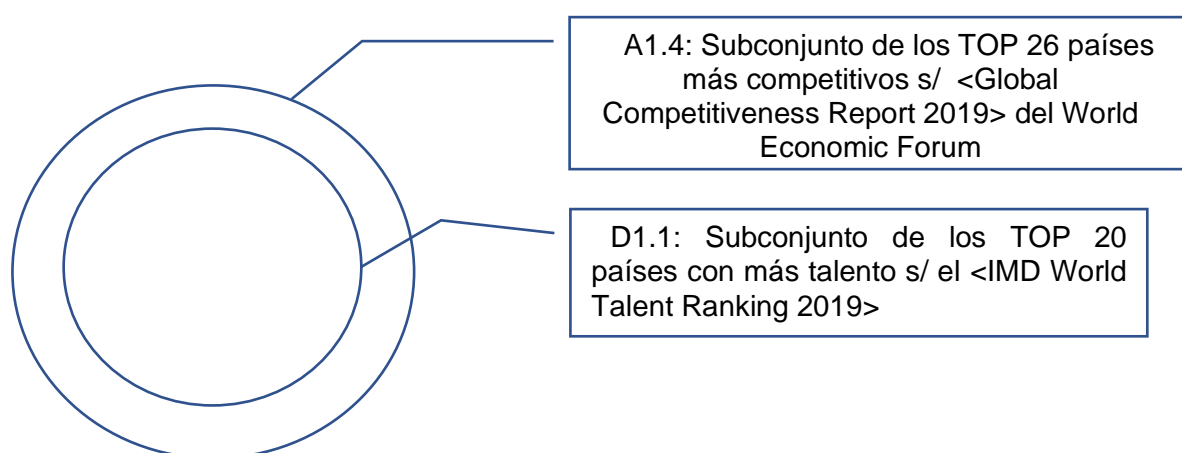 A1.4: Subconjunto de los TOP 26 países
más competitivos s/ <Global
Competitiveness Report 2019> del World
Economic Forum
D1.1: Subconjunto de los TOP 20
países con más talento s/ el <IMD World
Talent Ranking 2019>